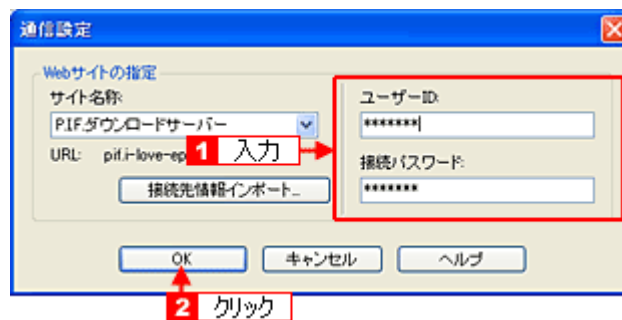 通信設定
Webサイトの指定
サイト名称:
P.I.F.ダウンロードサーバー
URL: pif.i-love-ep
接続先情報インポート...
ユーザーID:
*******
接続パスワード:
*******
1 入力
OK
キャンセル
ヘルプ
2 クリック